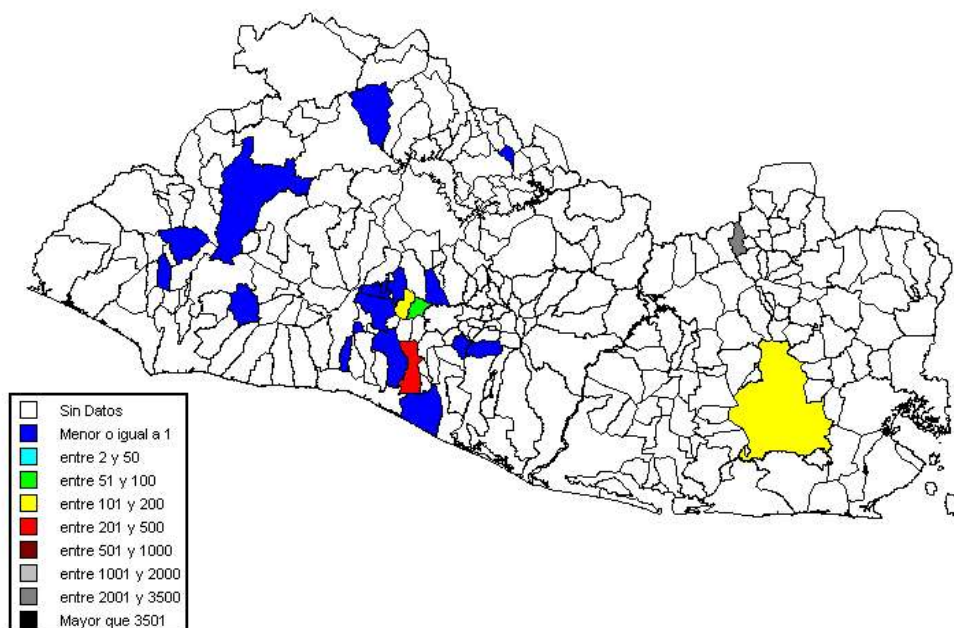 Sin Datos
Menor o igual a 1
entre 2 y 50
entre 51 y 100
entre 101 y 200
entre 201 y 500
entre 501 y 1000
entre 1001 y 2000
entre 2001 y 3500
Mayor que 3501